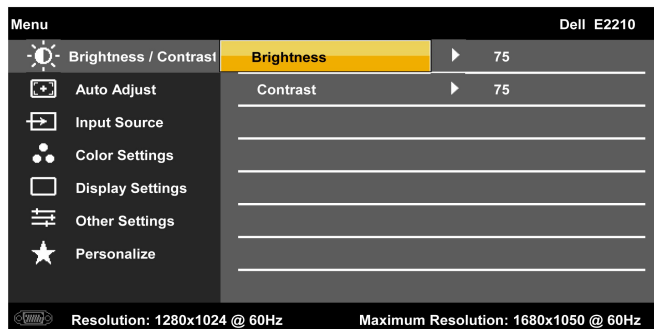 Menu Dell E2210
Brightness / Contrast Brightness 75
Auto Adjust Contrast 75
Input Source
Color Settings
Display Settings
Other Settings
Personalize
Resolution: 1280x1024 @ 60Hz Maximum Resolution: 1680x1050 @ 60Hz